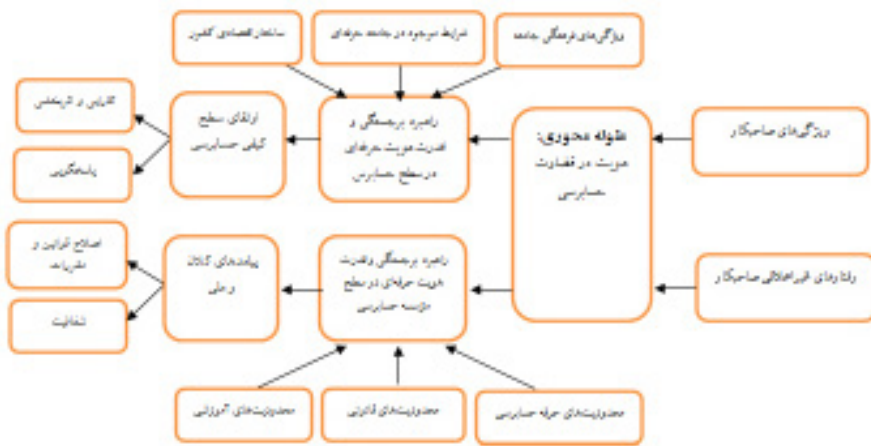 ویژگی‌های فرهنگی جامعه
شرایط موجود در جامعه حرفه‌ای
ساختار اقتصادی کشور
ویژگی‌های صاحبکار
رفتارهای غیراخلاقی صاحبکار
مقوله محوری:
هویت در قضاوت
حسابرسی
راهبرد برجستگی و
قدرت هویت حرفه‌ای
در سطح حسابرس
ارتقای سطح
کیفی حسابرسی
کارایی و اثربخشی
پاسخگویی
راهبرد برجستگی وقدرت
هویت حرفه‌ای در سطح
مؤسسه حسابرسی
پیامدهای کلان
و ملی
اصلاح قوانین و
مقررات
شفافیت
محدودیت‌های حرفه حسابرسی
محدودیت‌های قانونی
محدودیت‌های آموزشی